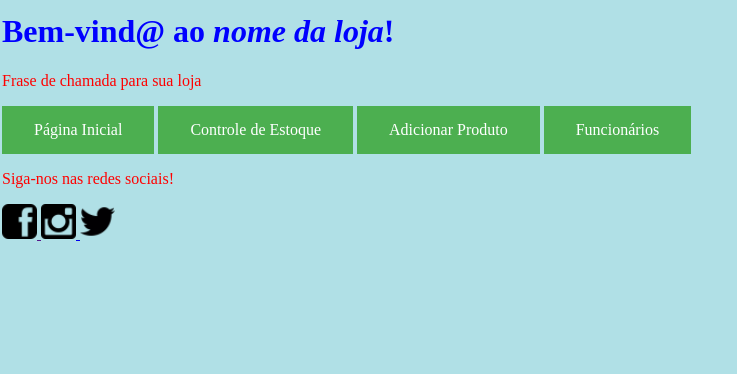 Bem-vind@ ao nome da loja!
Frase de chamada para sua loja
Página Inicial Controle de Estoque Adicionar Produto Funcionários
Siga-nos nas redes sociais!